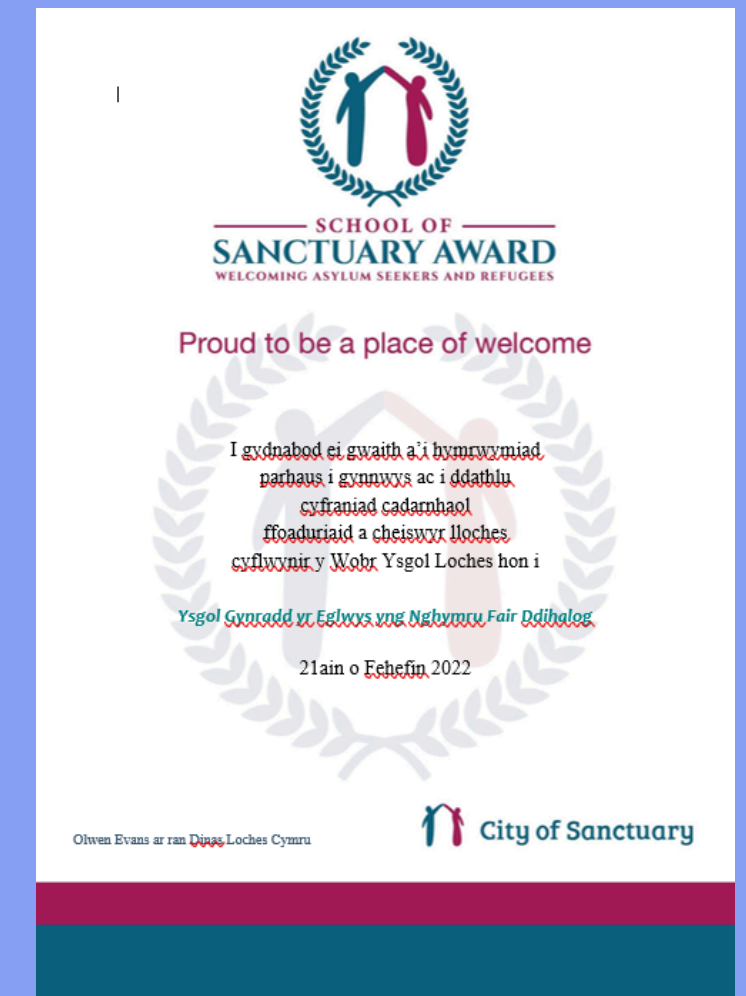 SCHOOL OF
SANCTUARY AWARD
WELCOMING ASYLUM SEEKERS AND REFUGEES
Proud to be a place of welcome
I gydnabod ei gwaith a'i hymrwymiad
parhaus i gynnwys ac i ddathlu
cyfraniad cadarnhaol
ffoaduriaid a cheiswyr lloches
cyflwynir y Wobr Ysgol Loches hon i
Ysgol Gynradd yr Eglwys yng Nghymru Fair Ddihalog
21ain o Fehefin 2022
Olwen Evans ar ran Dinas Loches Cymru
City of Sanctuary